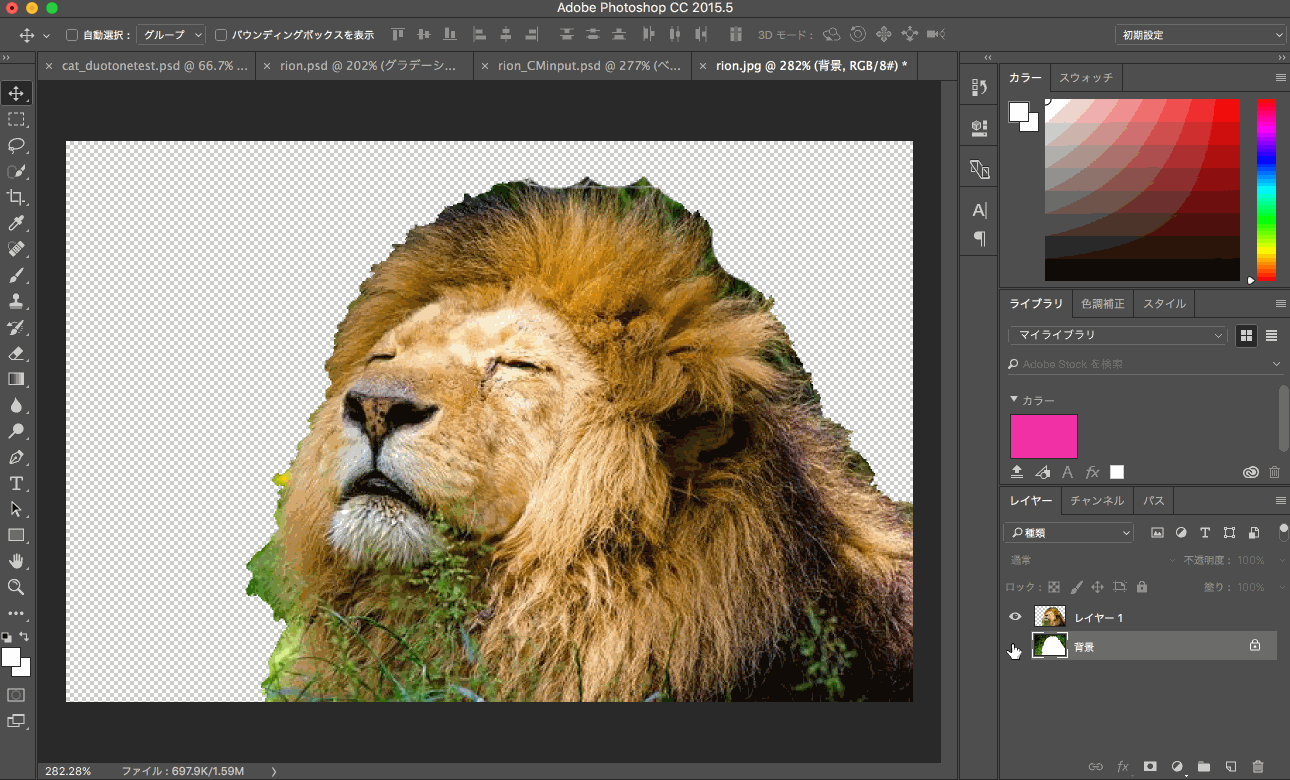 Adobe Photoshop CC 2015.5
自動選択： グループ バウンディングボックスを表示 3D モード： 初期設定
× cat_duotonetest.psd @ 66.7% ... × rion.psd @ 202% (グラデーシ... × rion_CMinput.psd @ 277% (ベ... × rion.jpg @ 282% (背景, RGB/8#) *
カラー スウォッチ
ライブラリ 色調補正 スタイル
マイライブラリ
Adobe Stock を検索
カラー
fx
レイヤー チャンネル パス
種類
通常 不透明度： 100%
ロック： 塗り： 100%
レイヤー 1
背景
fx
282.28% ファイル : 697.9K/1.59M